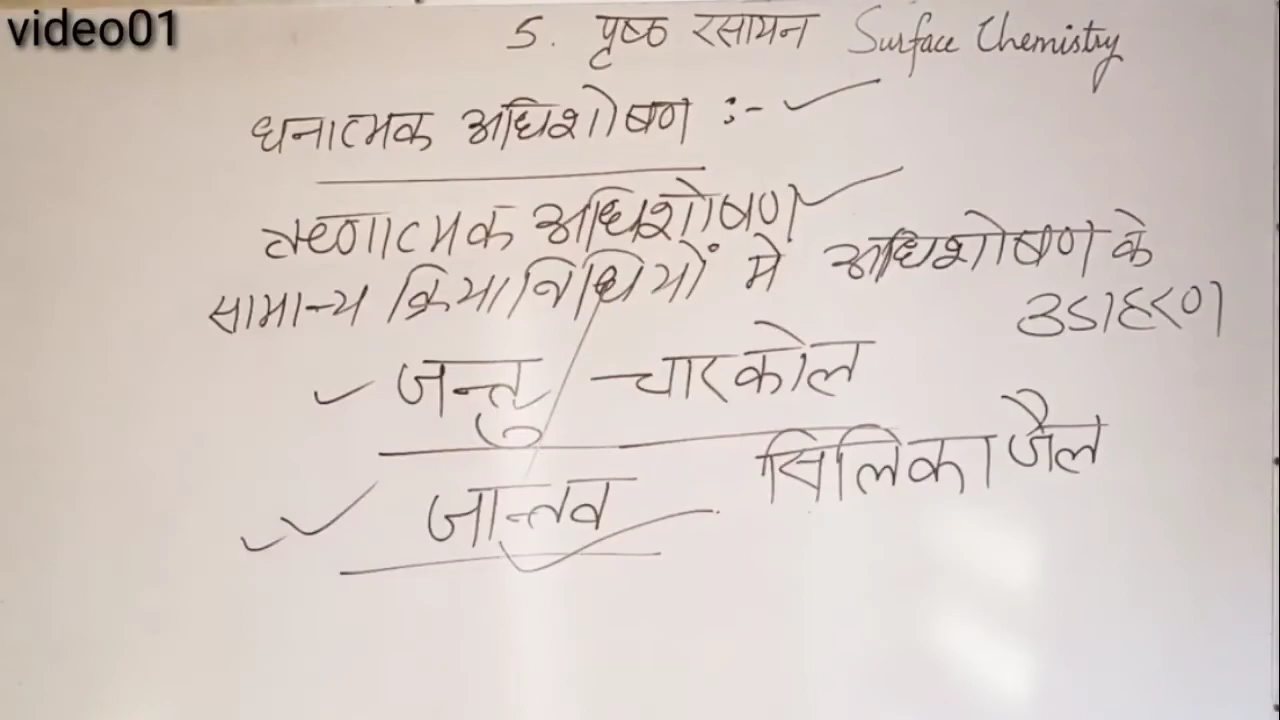 video01
5. पृष्ठ रसायन Surface Chemistry
धनात्मक अधिशोषण :-
ऋणात्मक अधिशोषण
सामान्य क्रियाविधियों में अधिशोषण के
उदाहरण
जन्तु चारकोल
जान्तव सिलिका जैल